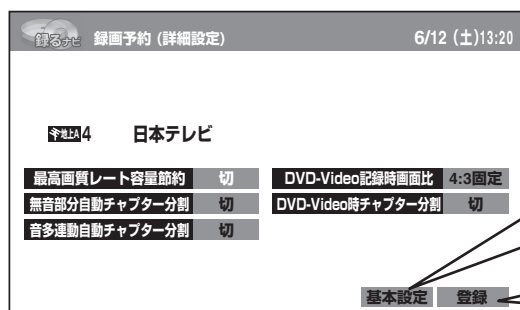 録るナビ 録画予約 (詳細設定) 6/12 (土)13:20
地上A 4 日本テレビ
最高画質レート容量節約 切 DVD-Video記録時画面比 4:3固定
無音部分自動チャプター分割 切 DVD-Video時チャプター分割 切
音多連動自動チャプター分割 切
基本設定 登録